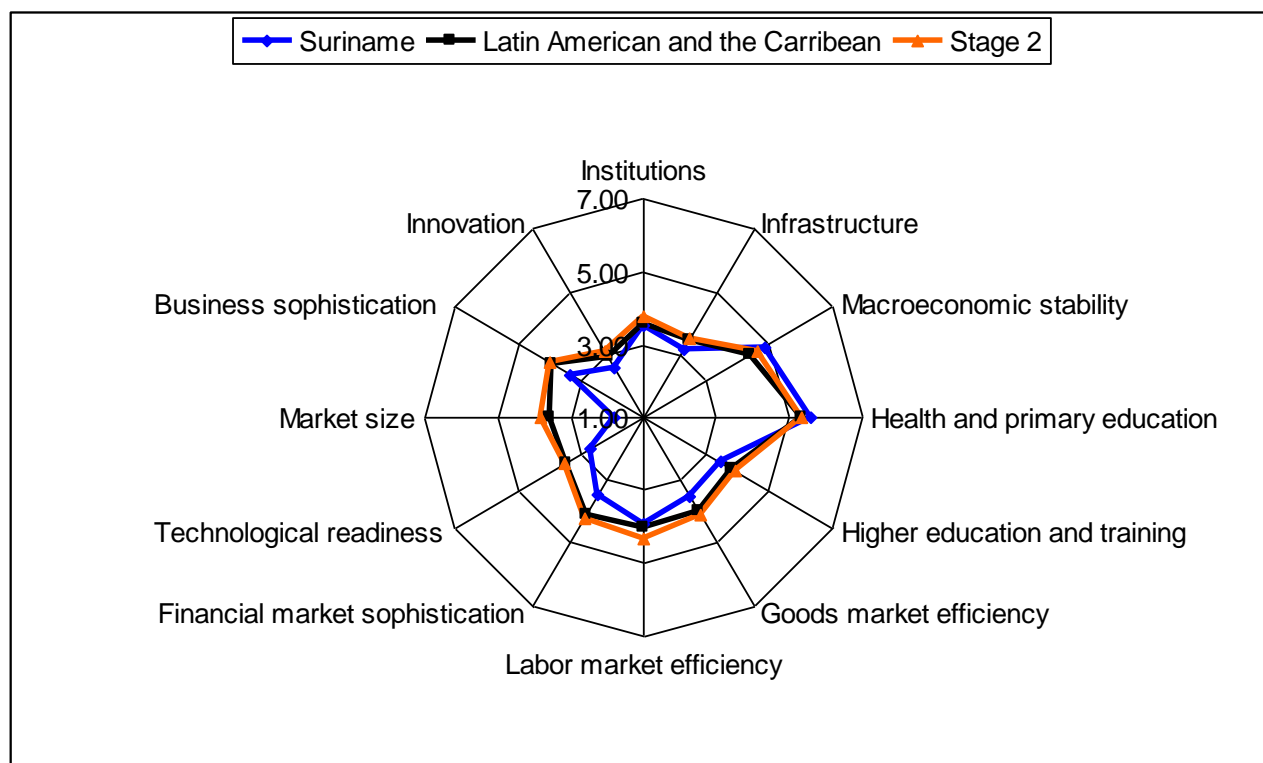 Suriname Latin American and the Carribean Stage 2
Institutions
7.00
Innovation
Infrastructure
5.00
Business sophistication
Macroeconomic stability
3.00
Market size
1.00
Health and primary education
Technological readiness
Higher education and training
Financial market sophistication
Goods market efficiency
Labor market efficiency